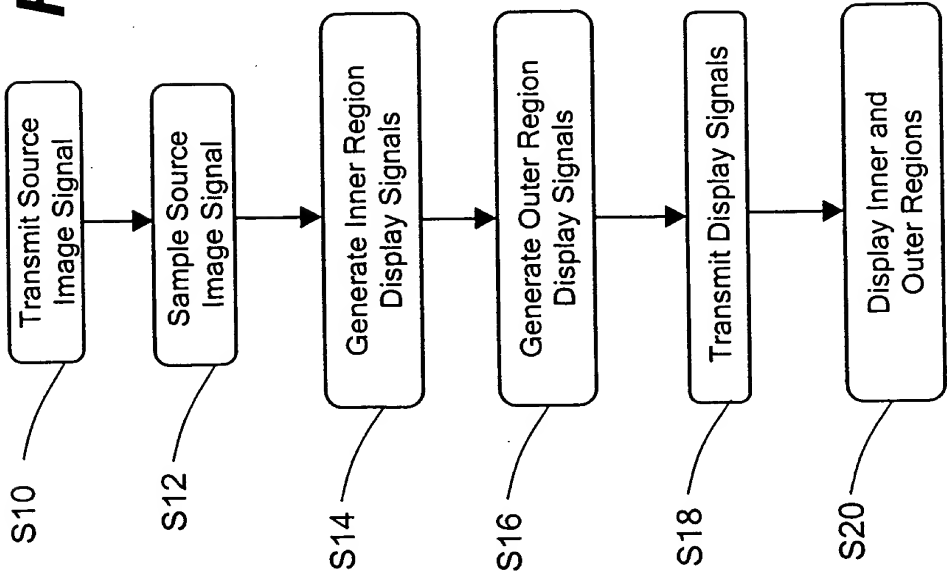 S10
Transmit Source
Image Signal
S12
Sample Source
Image Signal
S14
Generate Inner Region
Display Signals
S16
Generate Outer Region
Display Signals
S18
Transmit Display Signals
S20
Display Inner and
Outer Regions